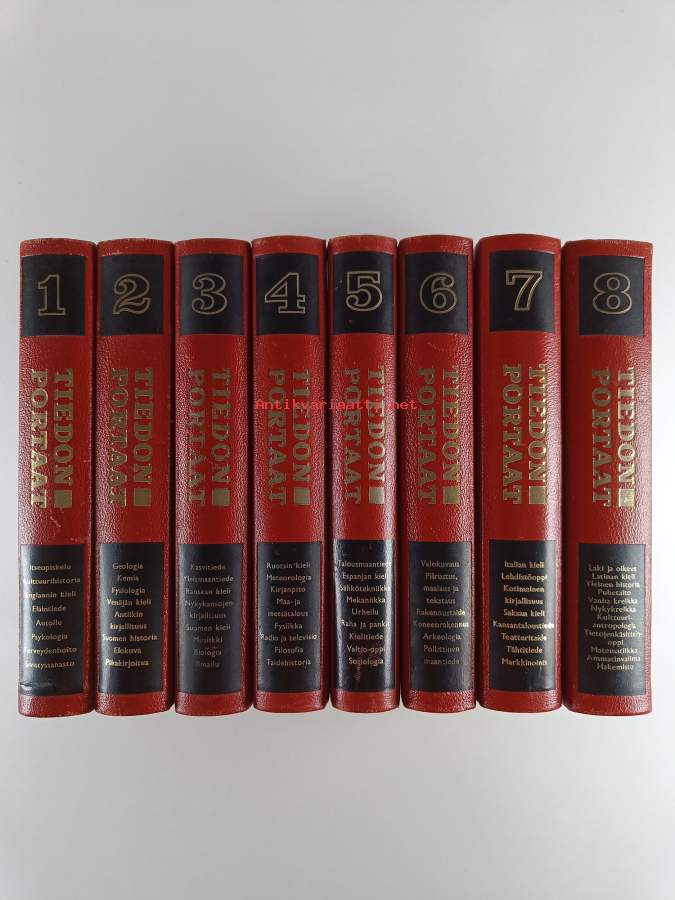 1
TIEDON
PORTAAT
Itseopiskelu
Kulttuurihistoria
Englannin kieli
Eläintiede
Autoilu
Psykologia
Terveydenhoito
Sivistyssanasto
2
TIEDON
PORTAAT
Geologia
Kemia
Fysiologia
Venäjän kieli
Antiikin
kirjallisuus
Suomen historia
Elokuva
Pikakirjoitus
3
TIEDON
PORTAAT
Kasvitiede
Yleismaantiede
Ranskan kieli
Nykykansojen
kirjallisuus
Suomen kieli
Musiikki
Biologia
Ilmailu
4
TIEDON
PORTAAT
Ruotsin kieli
Meteorologia
Kirjanpito
Maa- ja
metsätalous
Fysiikka
Radio ja televisio
Filosofia
Taidehistoria
5
TIEDON
PORTAAT
Talousmaantiede
Espanjan kieli
Sähkötekniikka
Mekaniikka
Urheilu
Raha ja pankit
Kielitiede
Valtio-oppi
Sosiologia
6
TIEDON
PORTAAT
Valokuvaus
Piirustus,
maalaus ja
tekstaus
Rakennustaide
Koneenrakennus
Arkeologia
Poliittinen
maantiede
7
TIEDON
PORTAAT
Italian kieli
Lehdistöoppi
Kotimainen
kirjallisuus
Saksan kieli
Kansantaloustiede
Teatteritaide
Tähtitiede
Markkinointi
8
TIEDON
PORTAAT
Laki ja oikeus
Latinan kieli
Yleinen historia
Puhetaito
Vanha kreikka
Nykykreikka
Kulttuuri-
antropologia
Tietojenkäsittely-
oppi
Matematiikka
Ammatinvalinta
Hakemisto
Antikvariaatti.net